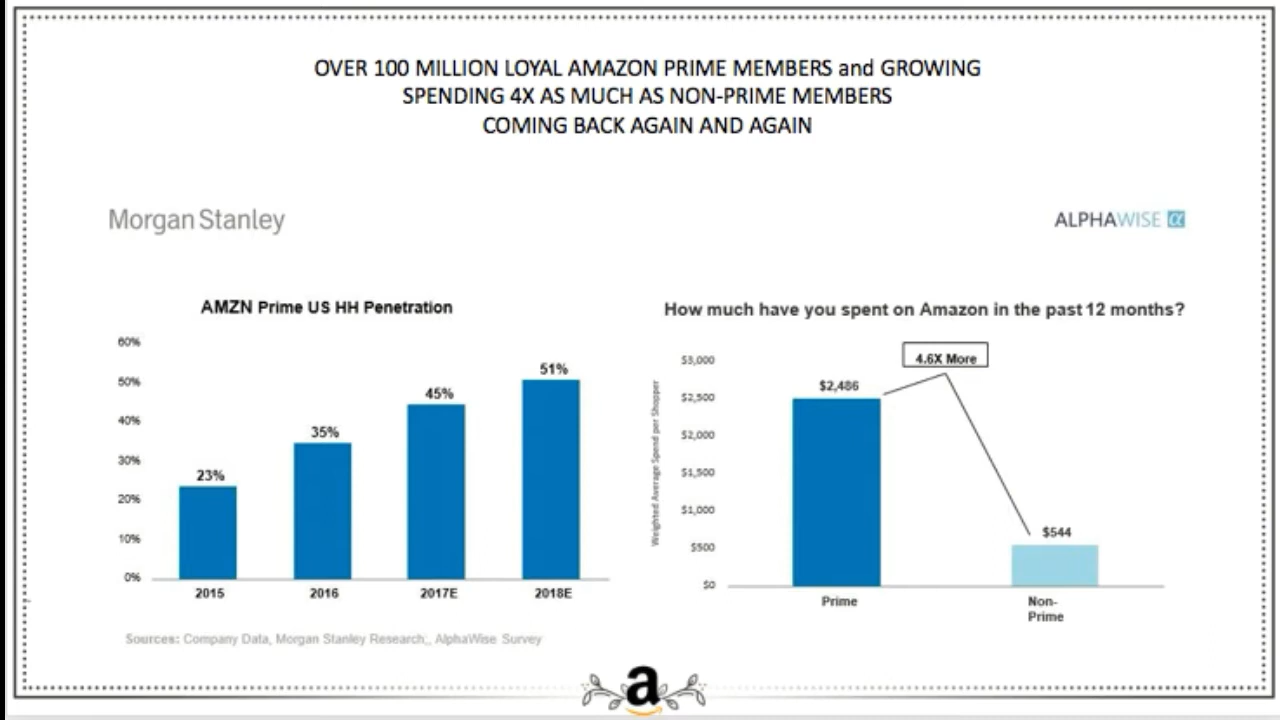 OVER 100 MILLION LOYAL AMAZON PRIME MEMBERS and GROWING
SPENDING 4X AS MUCH AS NON-PRIME MEMBERS
COMING BACK AGAIN AND AGAIN
Morgan Stanley
ALPHAWISE α
AMZN Prime US HH Penetration
60%
50%
40%
30%
20%
10%
0%
23%
35%
45%
51%
2015
2016
2017E
2018E
How much have you spent on Amazon in the past 12 months?
Weighted Average Spend per Shopper
$3,000
$2,500
$2,000
$1,500
$1,000
$500
$0
4.6X More
$2,486
$544
Prime
Non-
Prime
Sources: Company Data, Morgan Stanley Research,, AlphaWise Survey
a